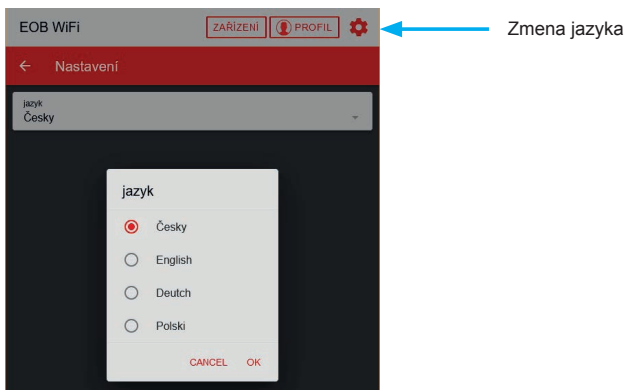 EOB WiFi
ZAŘÍZENÍ
PROFIL
Zmena jazyka
Nastavení
jazyk
Česky
jazyk
Česky
English
Deutch
Polski
CANCEL OK